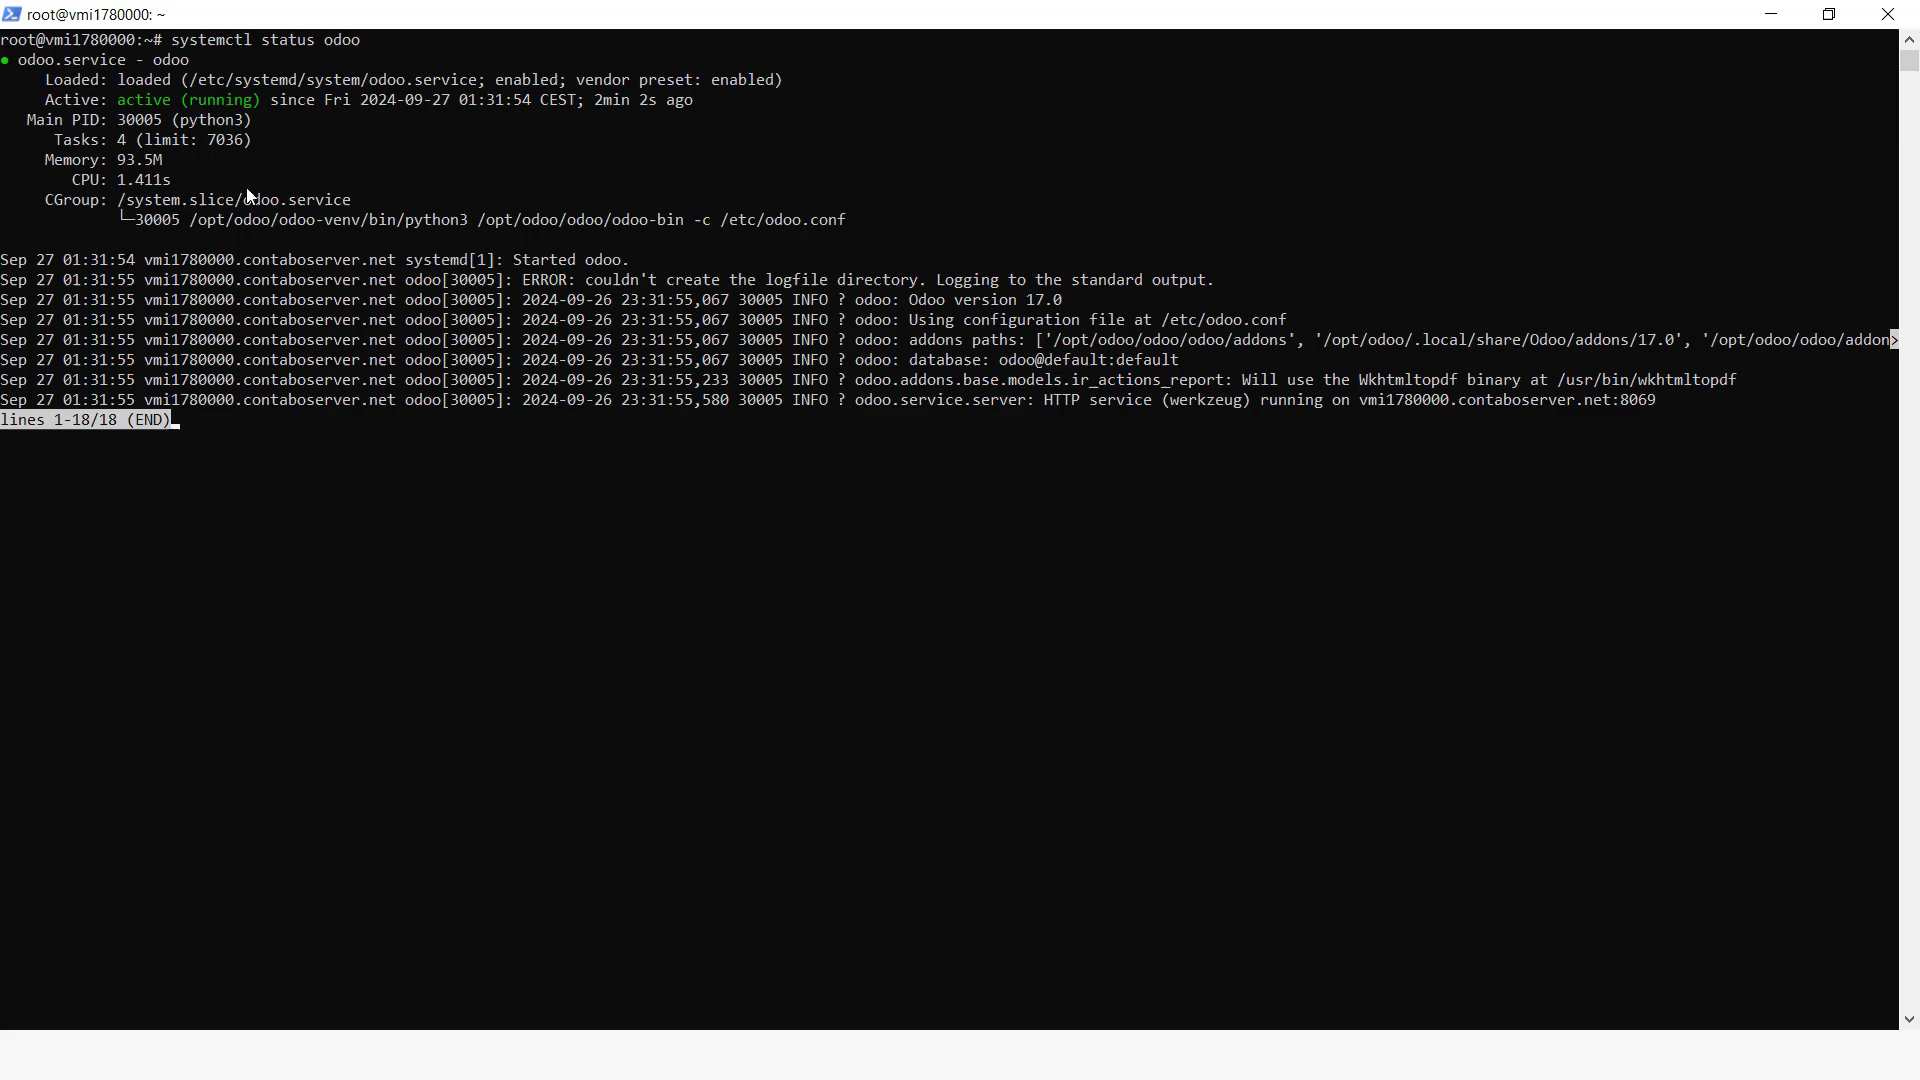 root@vmi1780000: ~
root@vmi1780000:~# systemctl status odoo
● odoo.service - odoo
     Loaded: loaded (/etc/systemd/system/odoo.service; enabled; vendor preset: enabled)
     Active: active (running) since Fri 2024-09-27 01:31:54 CEST; 2min 2s ago
   Main PID: 30005 (python3)
      Tasks: 4 (limit: 7036)
     Memory: 93.5M
        CPU: 1.411s
     CGroup: /system.slice/odoo.service
             └─30005 /opt/odoo/odoo-venv/bin/python3 /opt/odoo/odoo/odoo-bin -c /etc/odoo.conf
Sep 27 01:31:54 vmi1780000.contaboserver.net systemd[1]: Started odoo.
Sep 27 01:31:55 vmi1780000.contaboserver.net odoo[30005]: ERROR: couldn't create the logfile directory. Logging to the standard output.
Sep 27 01:31:55 vmi1780000.contaboserver.net odoo[30005]: 2024-09-26 23:31:55,067 30005 INFO ? odoo: Odoo version 17.0
Sep 27 01:31:55 vmi1780000.contaboserver.net odoo[30005]: 2024-09-26 23:31:55,067 30005 INFO ? odoo: Using configuration file at /etc/odoo.conf
Sep 27 01:31:55 vmi1780000.contaboserver.net odoo[30005]: 2024-09-26 23:31:55,067 30005 INFO ? odoo: addons paths: ['/opt/odoo/odoo/odoo/addons', '/opt/odoo/.local/share/Odoo/addons/17.0', '/opt/odoo/odoo/addon>
Sep 27 01:31:55 vmi1780000.contaboserver.net odoo[30005]: 2024-09-26 23:31:55,067 30005 INFO ? odoo: database: odoo@default:default
Sep 27 01:31:55 vmi1780000.contaboserver.net odoo[30005]: 2024-09-26 23:31:55,233 30005 INFO ? odoo.addons.base.models.ir_actions_report: Will use the Wkhtmltopdf binary at /usr/bin/wkhtmltopdf
Sep 27 01:31:55 vmi1780000.contaboserver.net odoo[30005]: 2024-09-26 23:31:55,580 30005 INFO ? odoo.service.server: HTTP service (werkzeug) running on vmi1780000.contaboserver.net:8069
lines 1-18/18 (END)